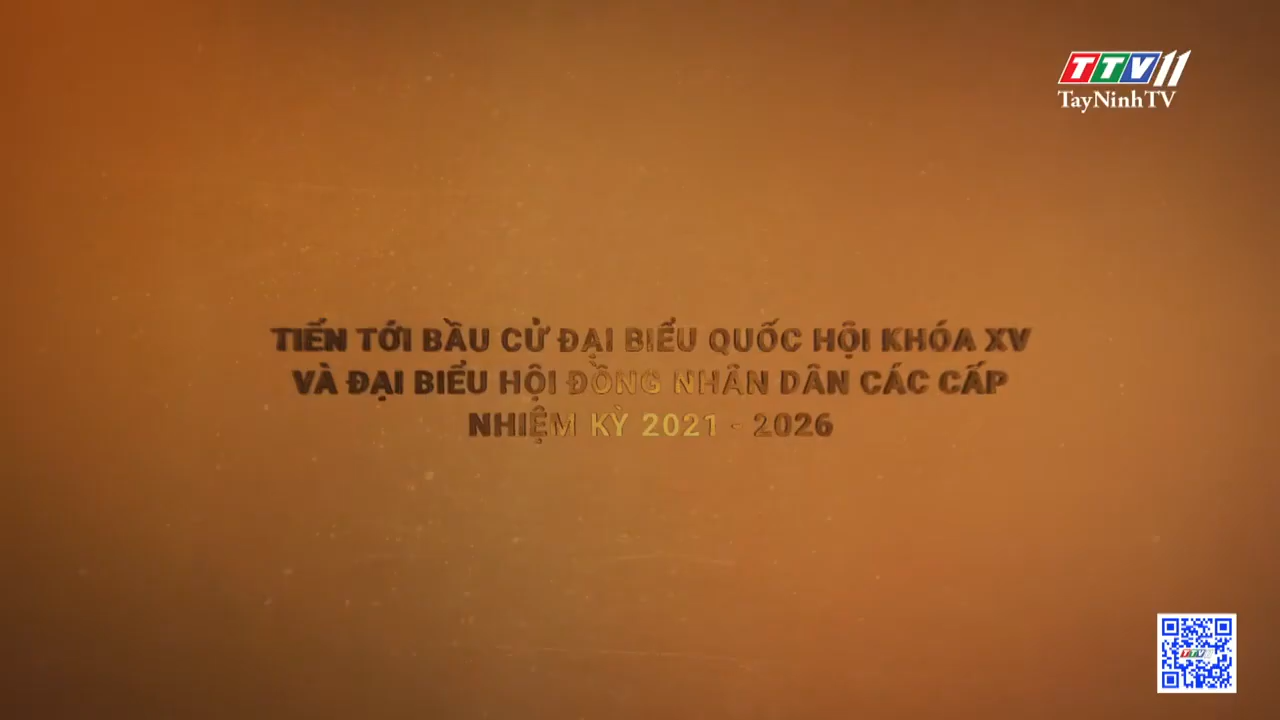 TTV11
TayNinhTV
TIẾN TỚI BẦU CỬ ĐẠI BIỂU QUỐC HỘI KHÓA XV
VÀ ĐẠI BIỂU HỘI ĐỒNG NHÂN DÂN CÁC CẤP
NHIỆM KỲ 2021 - 2026
TTV11